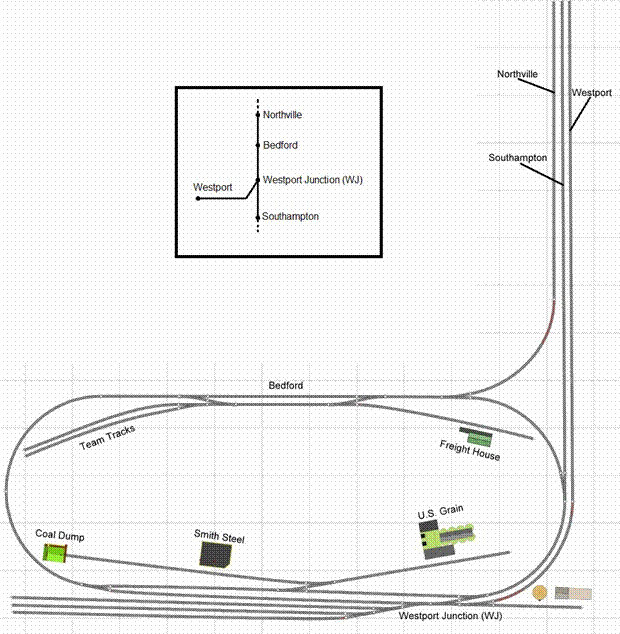 Northville
Westport
Southampton
Northville
Bedford
Westport Junction (WJ)
Westport
Southampton
Bedford
Team Tracks
Freight House
U.S. Grain
Coal Dump
Smith Steel
Westport Junction (WJ)